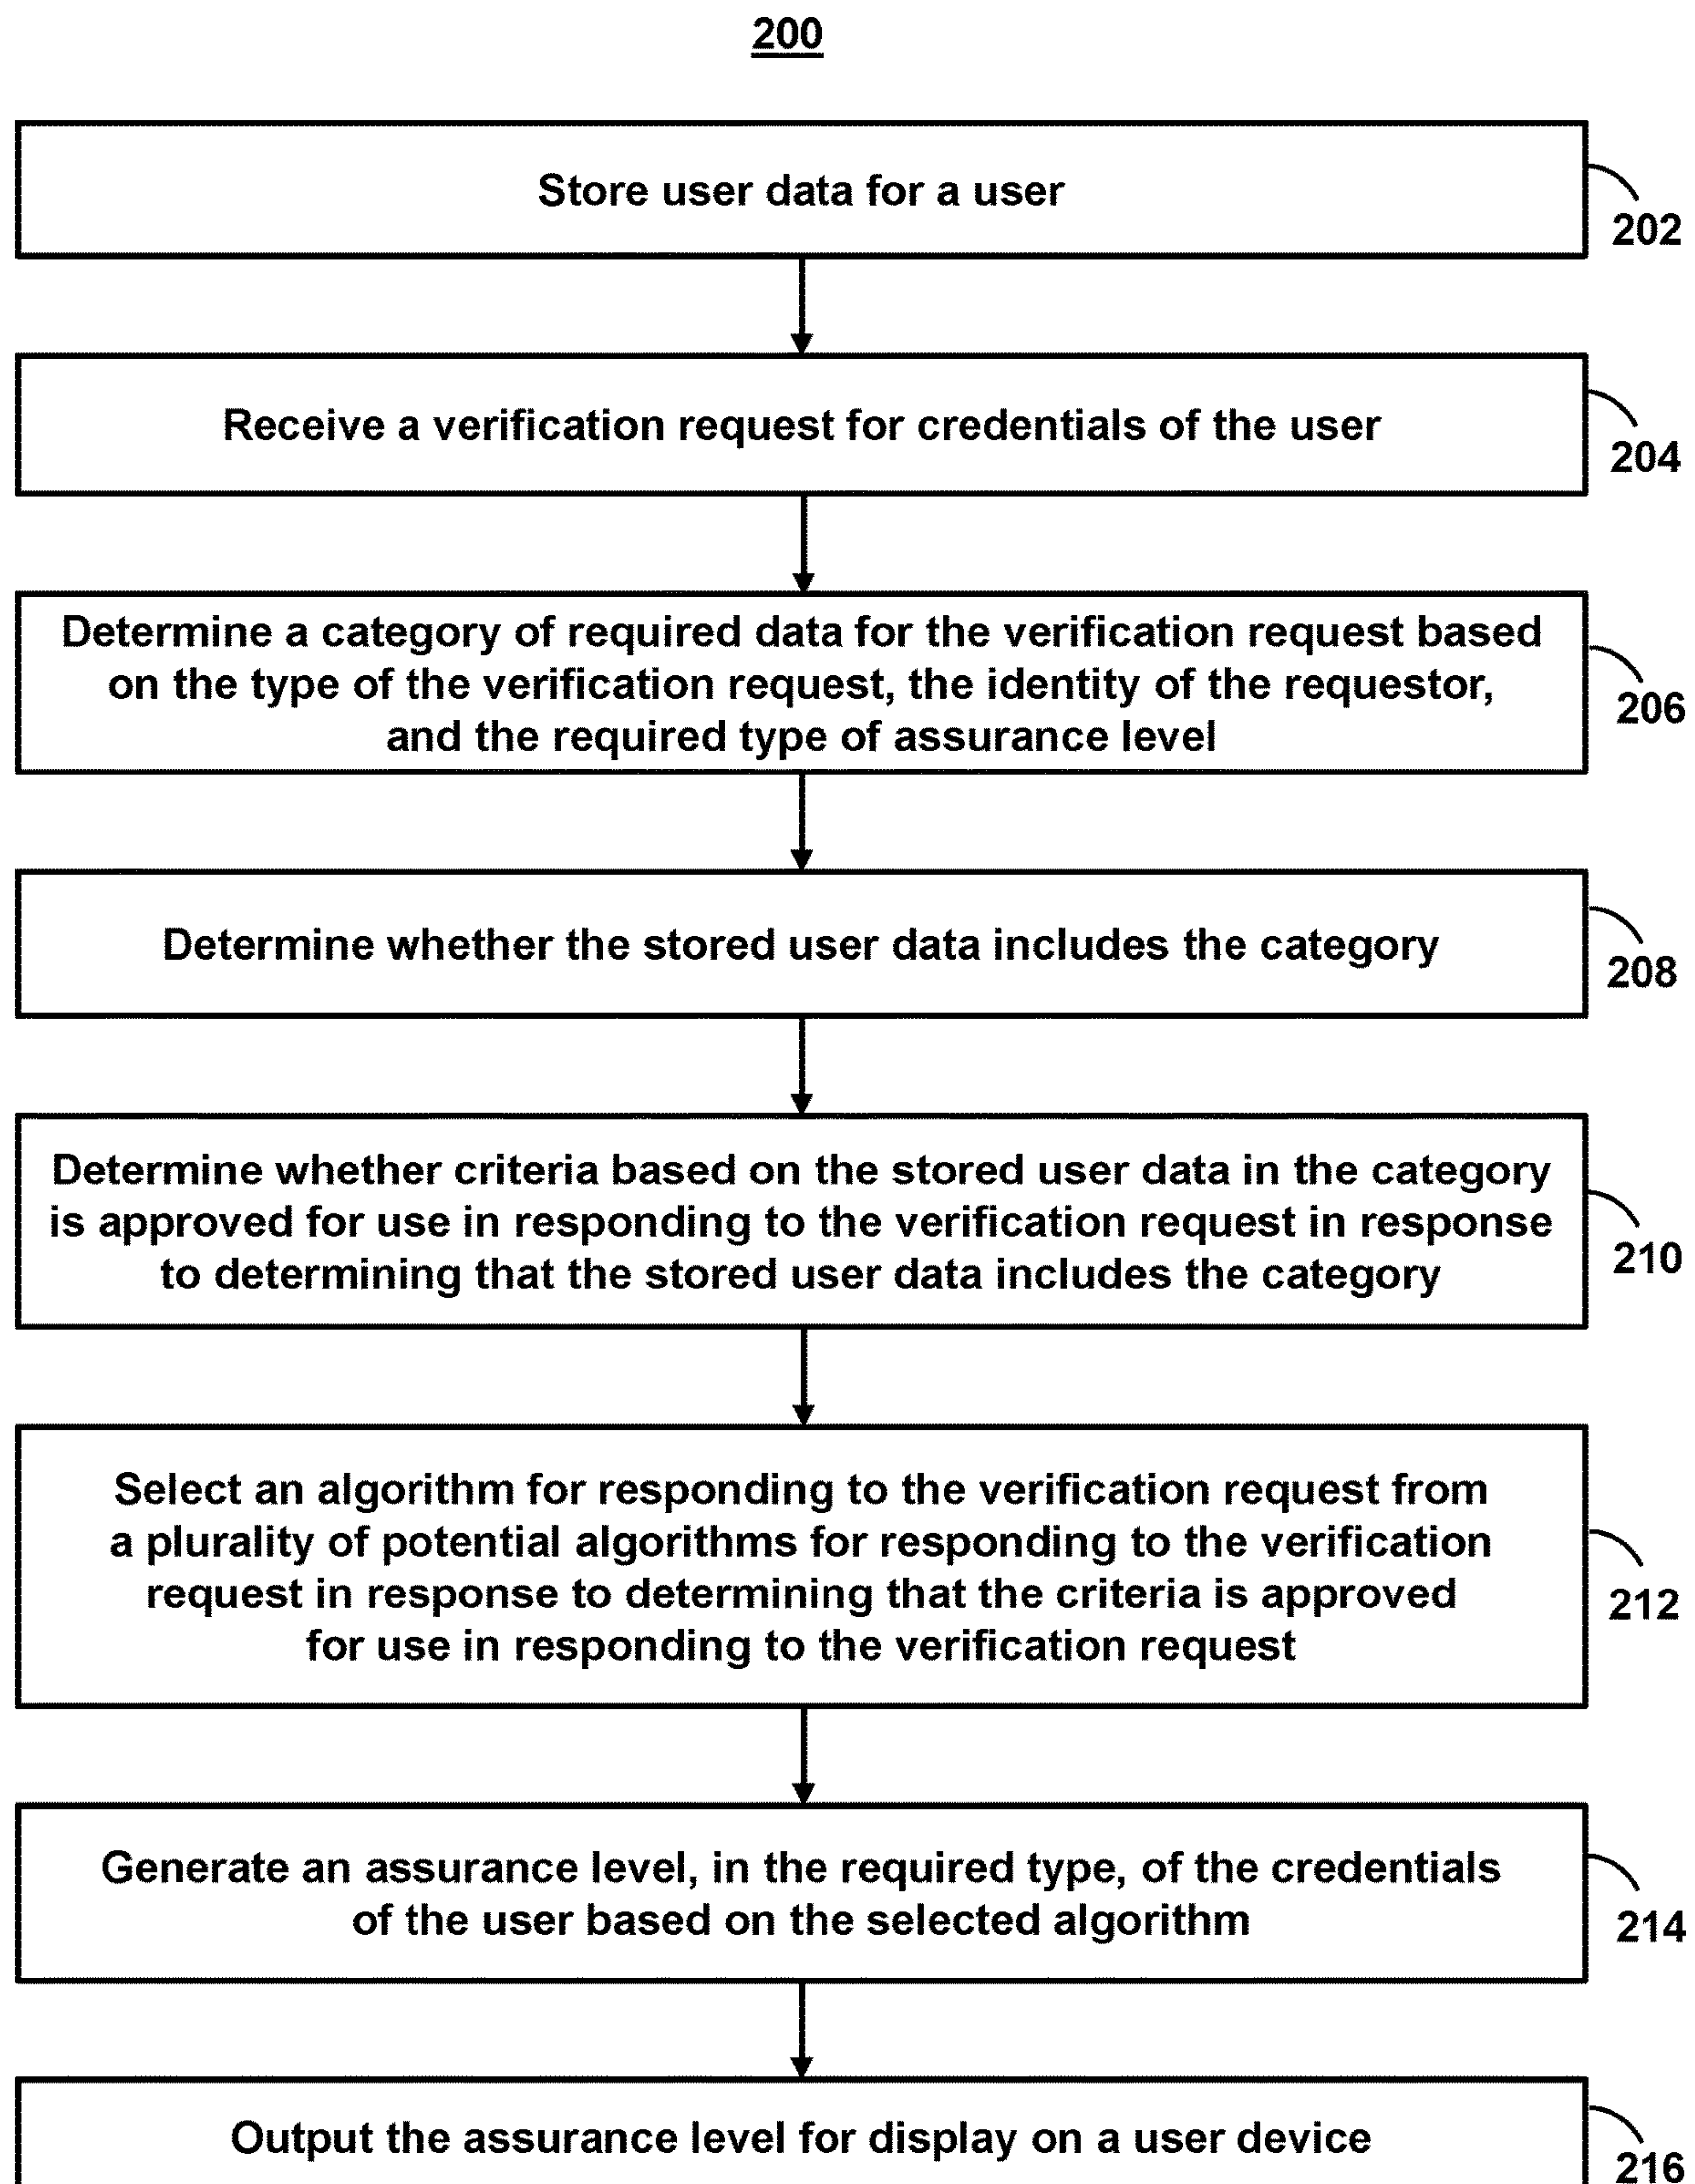 200
Store user data for a user
202
Receive a verification request for credentials of the user
204
Determine a category of required data for the verification request based
on the type of the verification request, the identity of the requestor,
and the required type of assurance level
206
Determine whether the stored user data includes the category
208
Determine whether criteria based on the stored user data in the category
is approved for use in responding to the verification request in response
to determining that the stored user data includes the category
210
Select an algorithm for responding to the verification request from
a plurality of potential algorithms for responding to the verification
request in response to determining that the criteria is approved
for use in responding to the verification request
212
Generate an assurance level, in the required type, of the credentials
of the user based on the selected algorithm
214
Output the assurance level for display on a user device
216